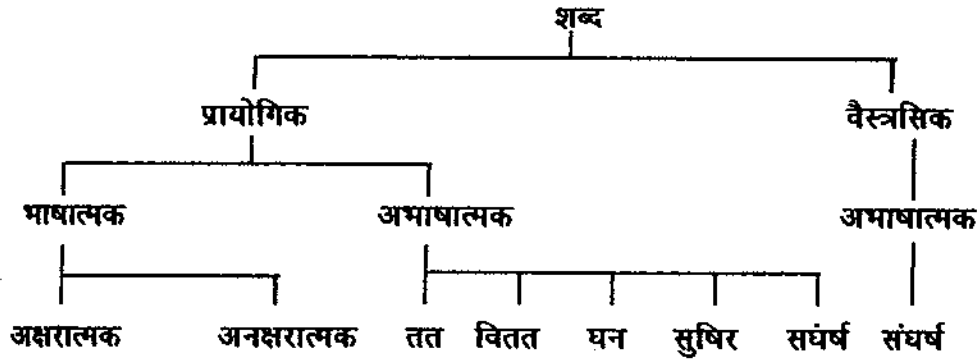 शब्द
प्रायोगिक वैस्त्रसिक
भाषात्मक अभाषात्मक अभाषात्मक
अक्षरात्मक अनक्षरात्मक तत वितत घन सुषिर सघंर्ष संघर्ष